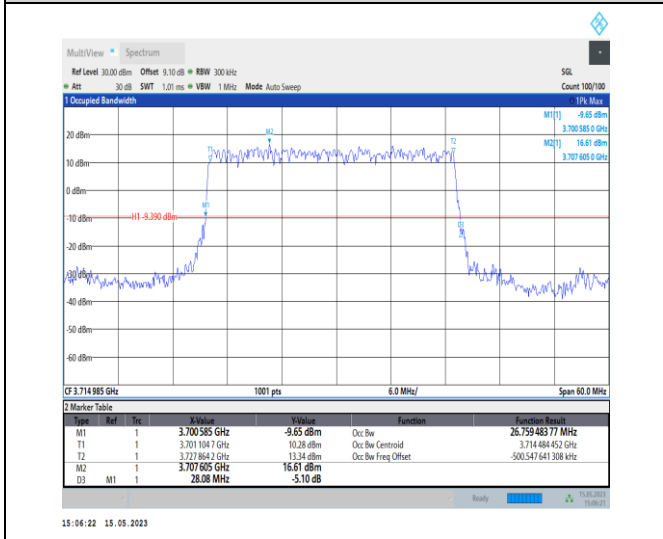 MultiView Spectrum
Ref Level 30.00 dBm Offset 9.10 dB RBW 300 kHz SGL
Att 30 dB SWT 1.01 ms VBW 1 MHz Mode Auto Sweep Count 100/100
1 Occupied Bandwidth 1Pk Max
M1[1] -9.65 dBm
3.700 585 0 GHz
M2[1] 16.61 dBm
3.707 605 0 GHz
M2
T1
T2
20 dBm
10 dBm
0 dBm
M1
-10 dBm
H1 -9.390 dBm
D3
-20 dBm
-30 dBm
-40 dBm
-50 dBm
-60 dBm
CF 3.714 985 GHz 1001 pts 6.0 MHz/ Span 60.0 MHz
2 Marker Table
Type Ref Trc X-Value Y-Value Function Function Result
M1 1 3.700 585 GHz -9.65 dBm Occ Bw 26.759 483 77 MHz
T1 1 3.701 104 7 GHz 10.28 dBm Occ Bw Centroid 3.714 484 452 GHz
T2 1 3.727 864 2 GHz 13.34 dBm Occ Bw Freq Offset -500.547 641 308 kHz
M2 1 3.707 605 GHz 16.61 dBm
D3 M1 1 28.08 MHz -5.10 dB
Ready 15.05.2023
15:06:21
15:06:22 15.05.2023